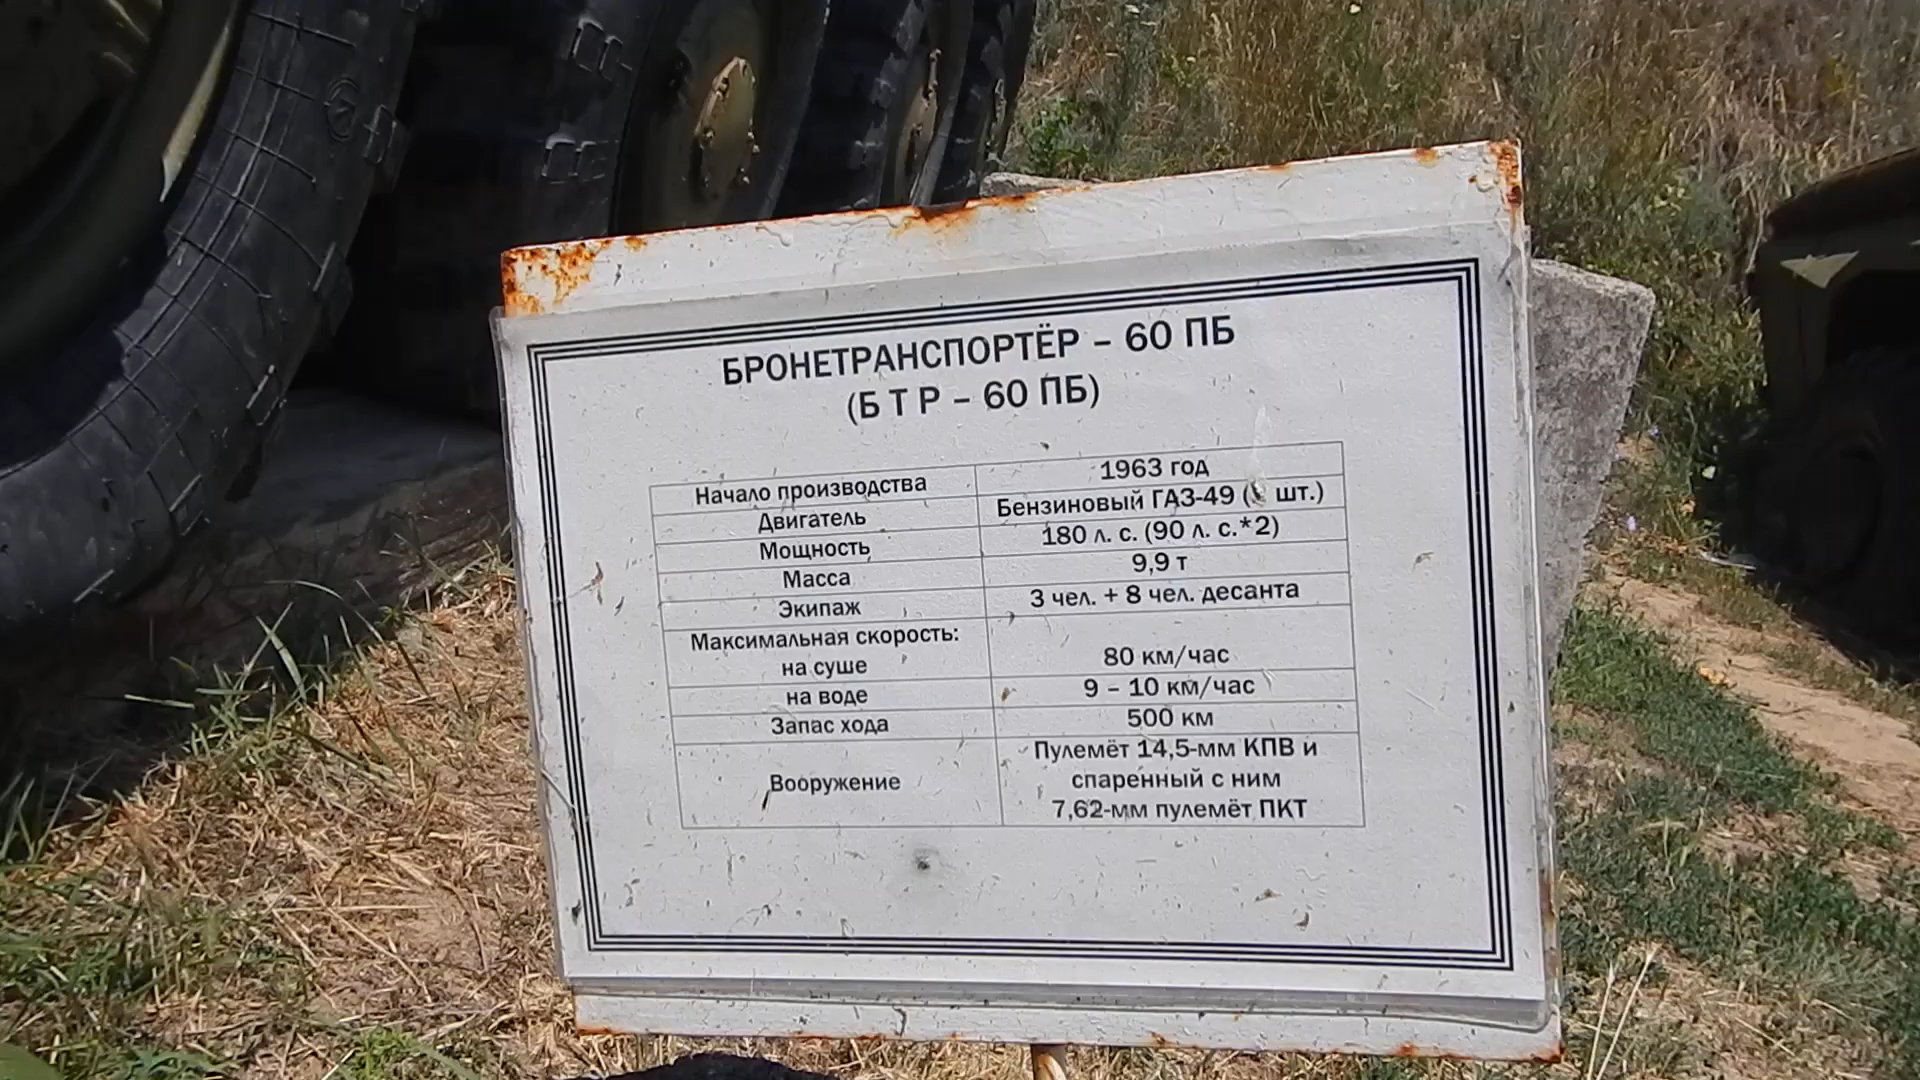 БРОНЕТРАНСПОРТЁР – 60 ПБ
(Б Т Р – 60 ПБ)
Начало производства 1963 год
Двигатель Бензиновый ГАЗ-49 ( шт.)
Мощность 180 л. с. (90 л. с.*2)
Масса 9,9 т
Экипаж 3 чел. + 8 чел. десанта
Максимальная скорость:
на суше 80 км/час
на воде 9 – 10 км/час
Запас хода 500 км
Вооружение Пулемёт 14,5-мм КПВ и
спаренный с ним
7,62-мм пулемёт ПКТ